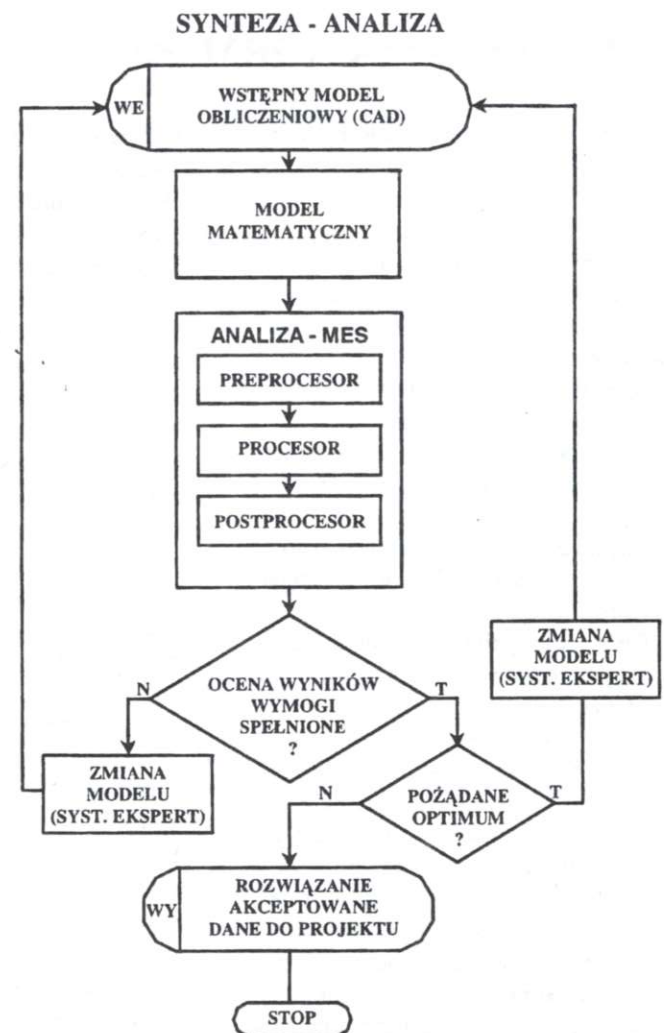 SYNTEZA - ANALIZA
WE
WSTĘPNY MODEL
OBLICZENIOWY (CAD)
MODEL
MATEMATYCZNY
ANALIZA - MES
PREPROCESOR
PROCESOR
POSTPROCESOR
OCENA WYNIKÓW
WYMOGI
SPEŁNIONE
?
N
T
ZMIANA
MODELU
(SYST. EKSPERT)
ZMIANA
MODELU
(SYST. EKSPERT)
POŻĄDANE
OPTIMUM
?
N
T
WY
ROZWIĄZANIE
AKCEPTOWANE
DANE DO PROJEKTU
STOP